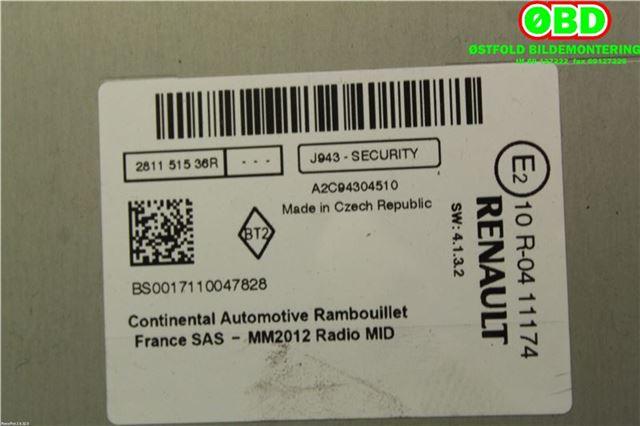 ØBD
ØSTFOLD BILDEMONTERING
2811 515 36R
- - -
J943 - SECURITY
A2C94304510
Made in Czech Republic
BT2
BS0017110047828
Continental Automotive Rambouillet
France SAS - MM2012 Radio MID
SW: 4.1.3.2
RENAULT
E2
10 R-04 11174